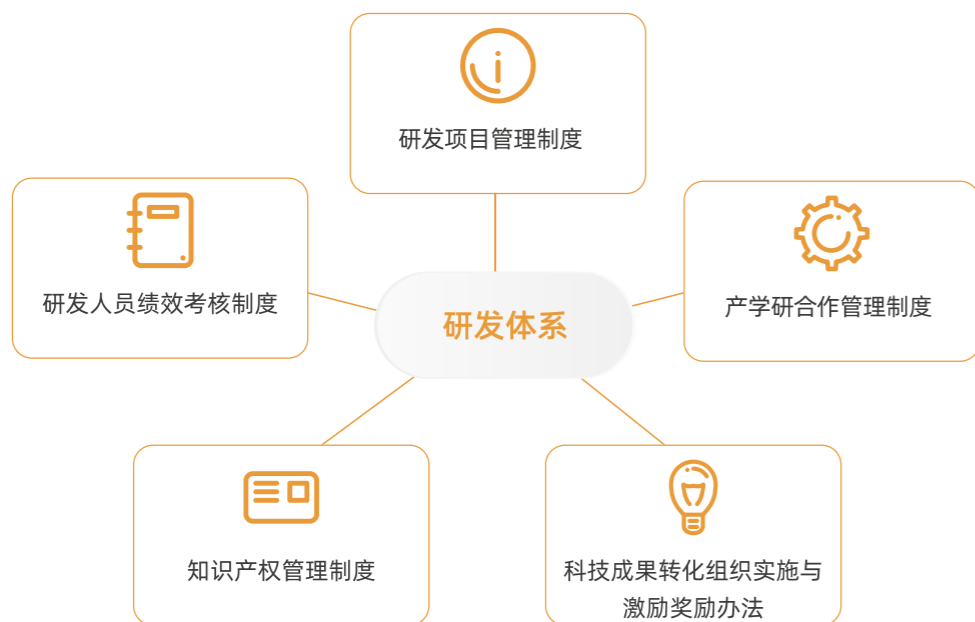 研发项目管理制度
研发人员绩效考核制度
产学研合作管理制度
研发体系
知识产权管理制度
科技成果转化组织实施与
激励奖励办法